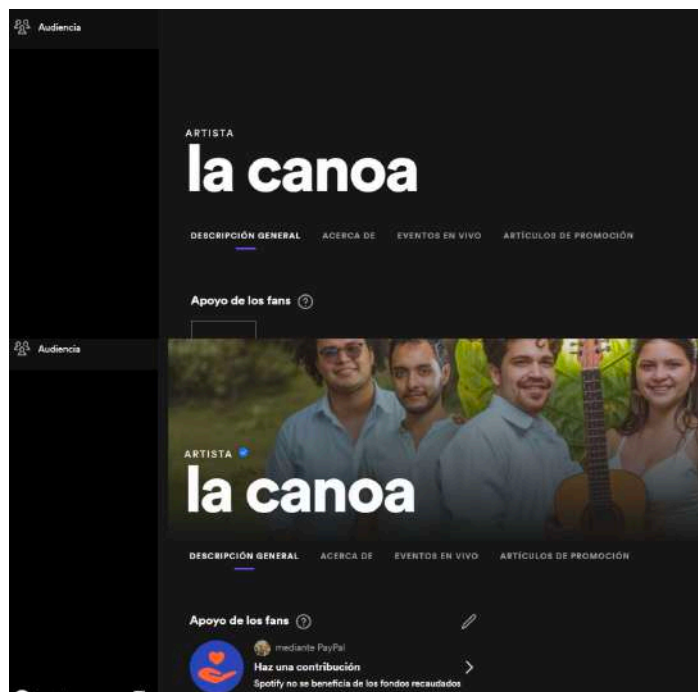 Audiencia
ARTISTA
la canoa
DESCRIPCIÓN GENERAL ACERCA DE EVENTOS EN VIVO ARTÍCULOS DE PROMOCIÓN
Apoyo de los fans ?
Audiencia
ARTISTA
la canoa
DESCRIPCIÓN GENERAL ACERCA DE EVENTOS EN VIVO ARTÍCULOS DE PROMOCIÓN
Apoyo de los fans ?
mediante PayPal
Haz una contribución
Spotify no se beneficia de los fondos recaudados